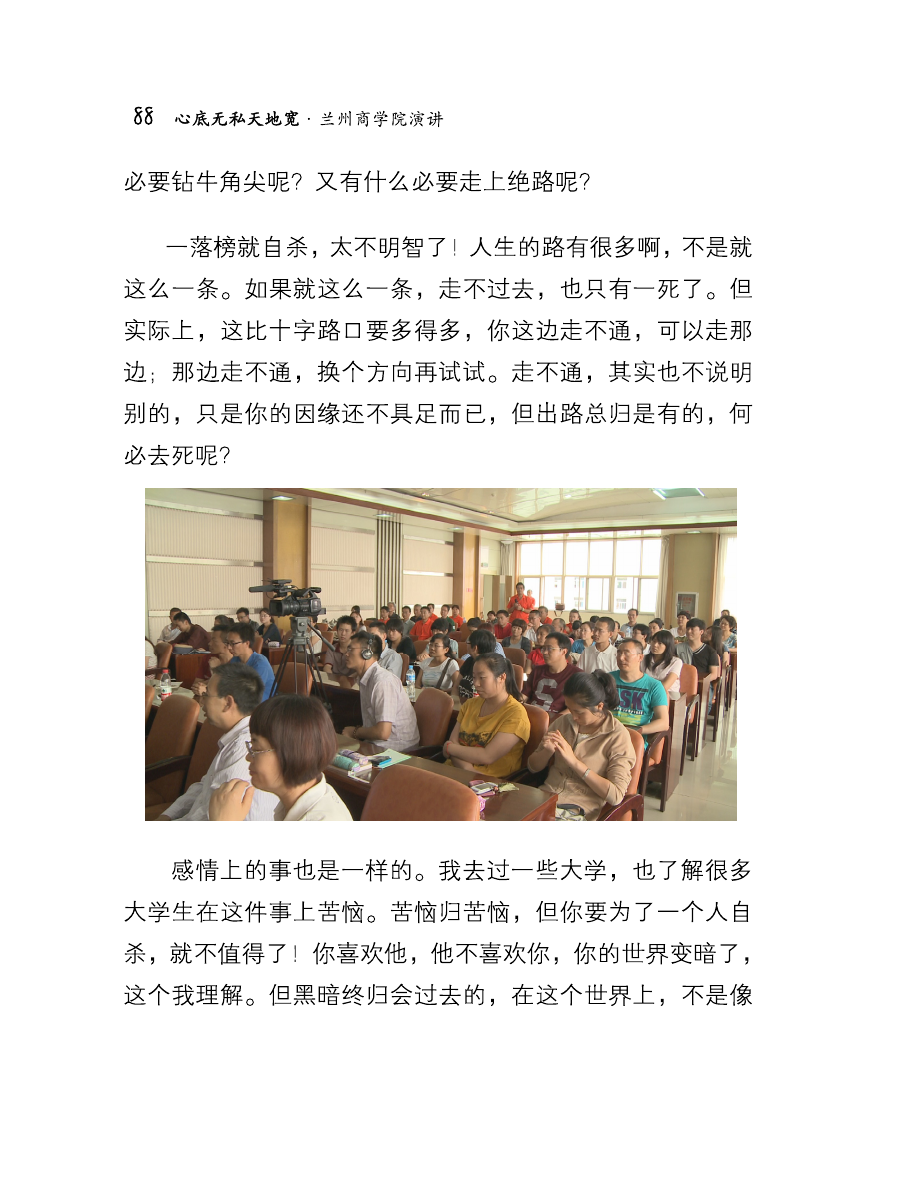 88 心底无私天地宽·兰州商学院演讲
必要钻牛角尖呢？又有什么必要走上绝路呢？
一落榜就自杀，太不明智了！人生的路有很多啊，不是就
这么一条。如果就这么一条，走不过去，也只有一死了。但
实际上，这比十字路口要多得多，你这边走不通，可以走那
边；那边走不通，换个方向再试试。走不通，其实也不说明
别的，只是你的因缘还不具足而已，但出路总归是有的，何
必去死呢？
感情上的事也是一样的。我去过一些大学，也了解很多
大学生在这件事上苦恼。苦恼归苦恼，但你要为了一个人自
杀，就不值得了！你喜欢他，他不喜欢你，你的世界变暗了，
这个我理解。但黑暗终归会过去的，在这个世界上，不是像